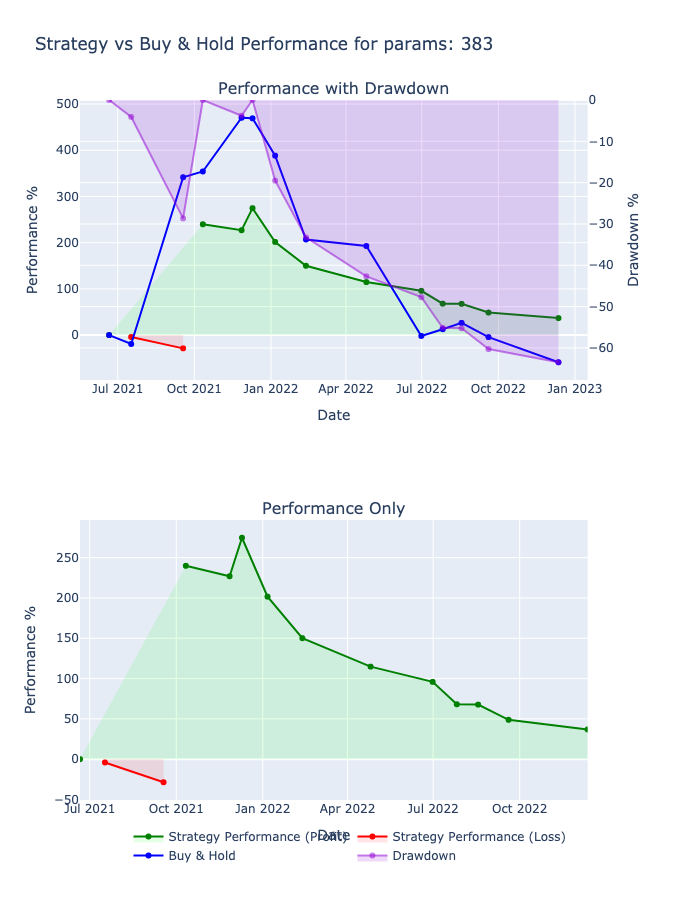 Strategy vs Buy & Hold Performance for params: 383
Performance with Drawdown
500
400
300
200
100
0
Performance %
0
−10
−20
−30
−40
−50
−60
Drawdown %
Jul 2021 Oct 2021 Jan 2022 Apr 2022 Jul 2022 Oct 2022 Jan 2023
Date
Performance Only
250
200
150
100
50
0
−50
Performance %
Jul 2021 Oct 2021 Jan 2022 Apr 2022 Jul 2022 Oct 2022
Date
Strategy Performance (Profit) Strategy Performance (Loss)
Buy & Hold Drawdown